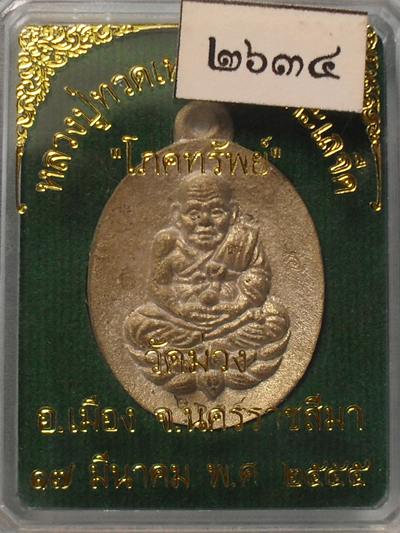 ๒๖๓๔
หลวงปู่ทวดเห
"โภคทรัพย์"
วัดม่วง
อ.เมือง จ.นครราชสีมา
๑๗ มีนาคม พ.ศ ๒๕๕๕